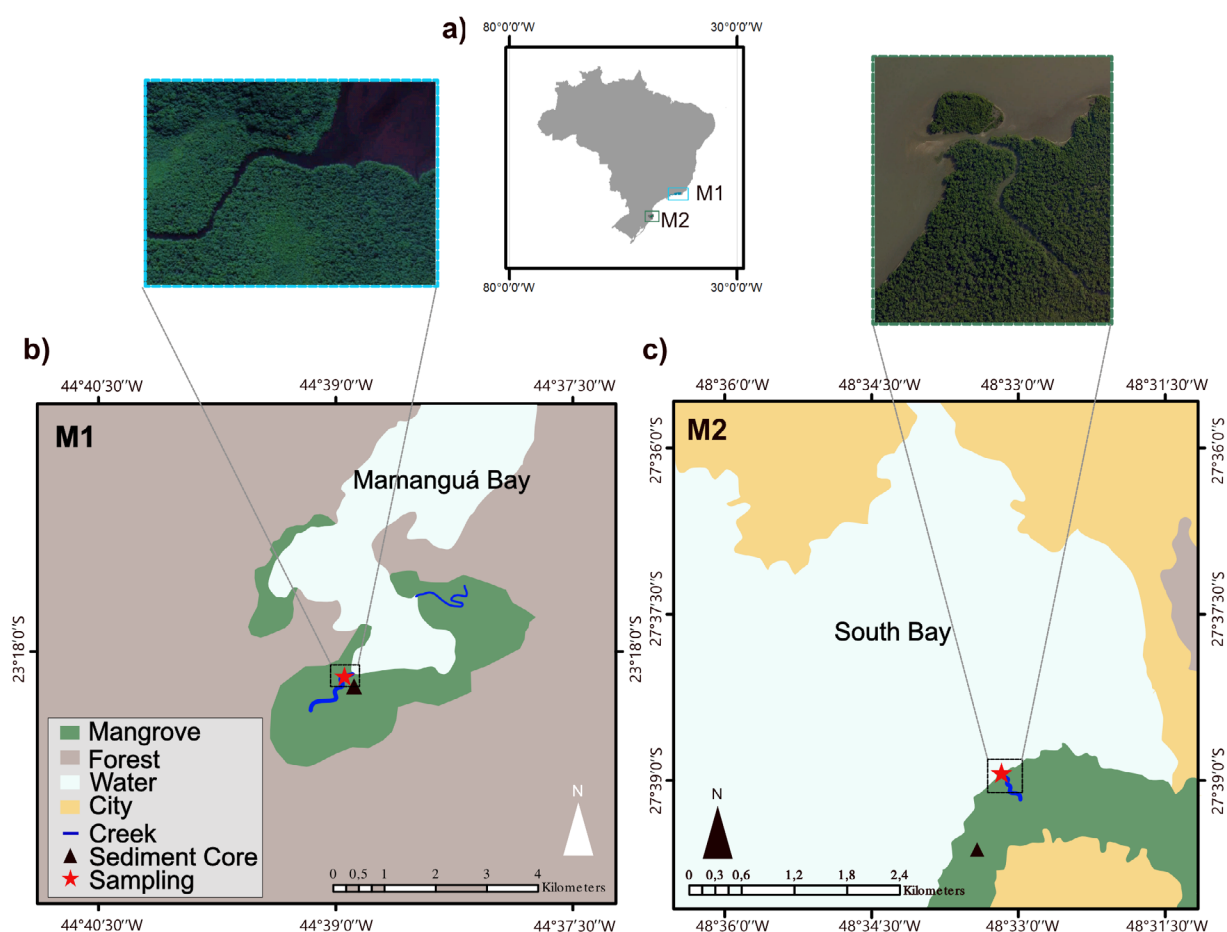 a)
80°0'0"W
30°0'0"W
M1
M2
80°0'0"W
30°0'0"W
b)
44°40'30"W
44°39'0"W
44°37'30"W
M1
Mamanguá Bay
23°18'0"S
23°18'0"S
Mangrove
Forest
Water
City
Creek
Sediment Core
Sampling
N
0 0,5 1 2 3 4
Kilometers
44°40'30"W
44°39'0"W
44°37'30"W
c)
48°36'0"W
48°34'30"W
48°33'0"W
48°31'30"W
M2
27°36'0"S
27°36'0"S
South Bay
27°37'30"S
27°37'30"S
27°39'0"S
27°39'0"S
N
0 0,3 0,6 1,2 1,8 2,4
Kilometers
48°36'0"W
48°34'30"W
48°33'0"W
48°31'30"W